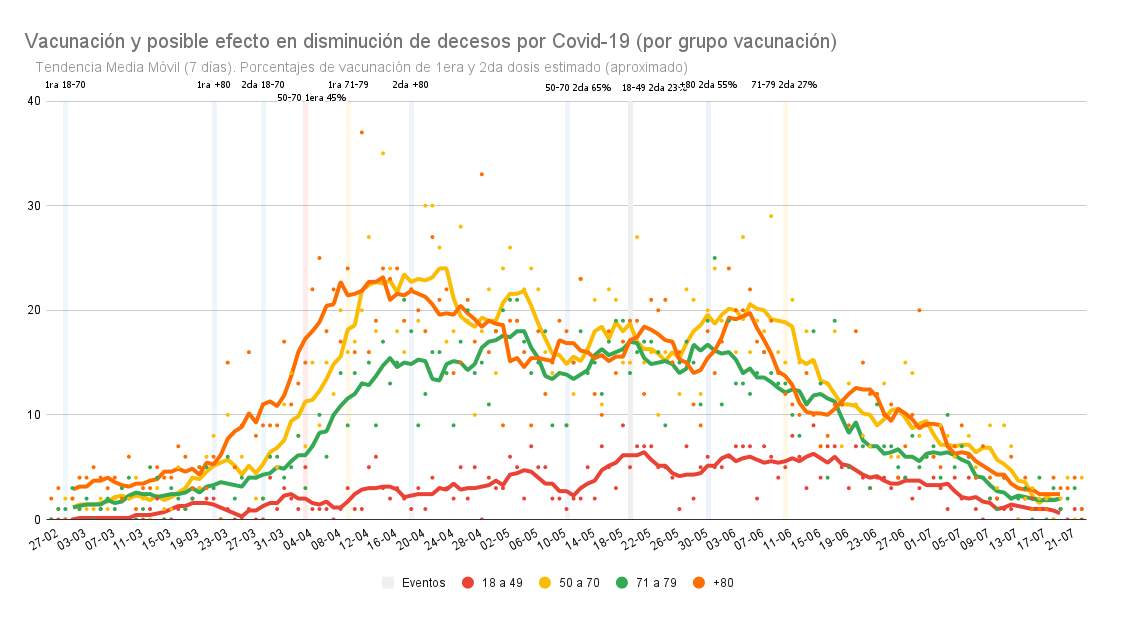 Vacunación y posible efecto en disminución de decesos por Covid-19 (por grupo vacunación)
Tendencia Media Móvil (7 días). Porcentajes de vacunación de 1era y 2da dosis estimado (aproximado)
1ra 18-70
1ra +80
2da 18-70
1ra 71-79
2da +80
50-70 2da 65%
18-49 2da 23%
+80 2da 55%
71-79 2da 27%
50-70 1era 45%
40
30
20
10
0
27-02
03-03
07-03
11-03
15-03
19-03
23-03
27-03
31-03
04-04
08-04
12-04
16-04
20-04
24-04
28-04
02-05
06-05
10-05
14-05
18-05
22-05
26-05
30-05
03-06
07-06
11-06
15-06
19-06
23-06
27-06
01-07
05-07
09-07
13-07
17-07
21-07
Eventos
18 a 49
50 a 70
71 a 79
+80